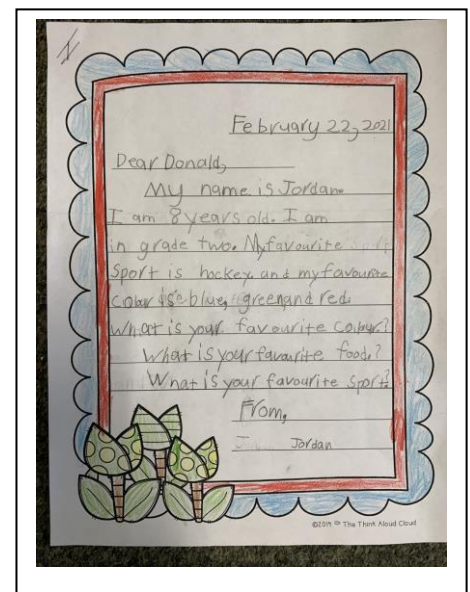 February 22, 2021
Dear Donald,
My name is Jordan.
I am 8 years old. I am
in grade two. My favourite sport
Sport is hockey and my favourite
colour is blue, green and red.
What is your favourite colour?
What is your favourite food?
What is your favourite sport?
From,
Jordan
©2019 The Think Aloud Cloud